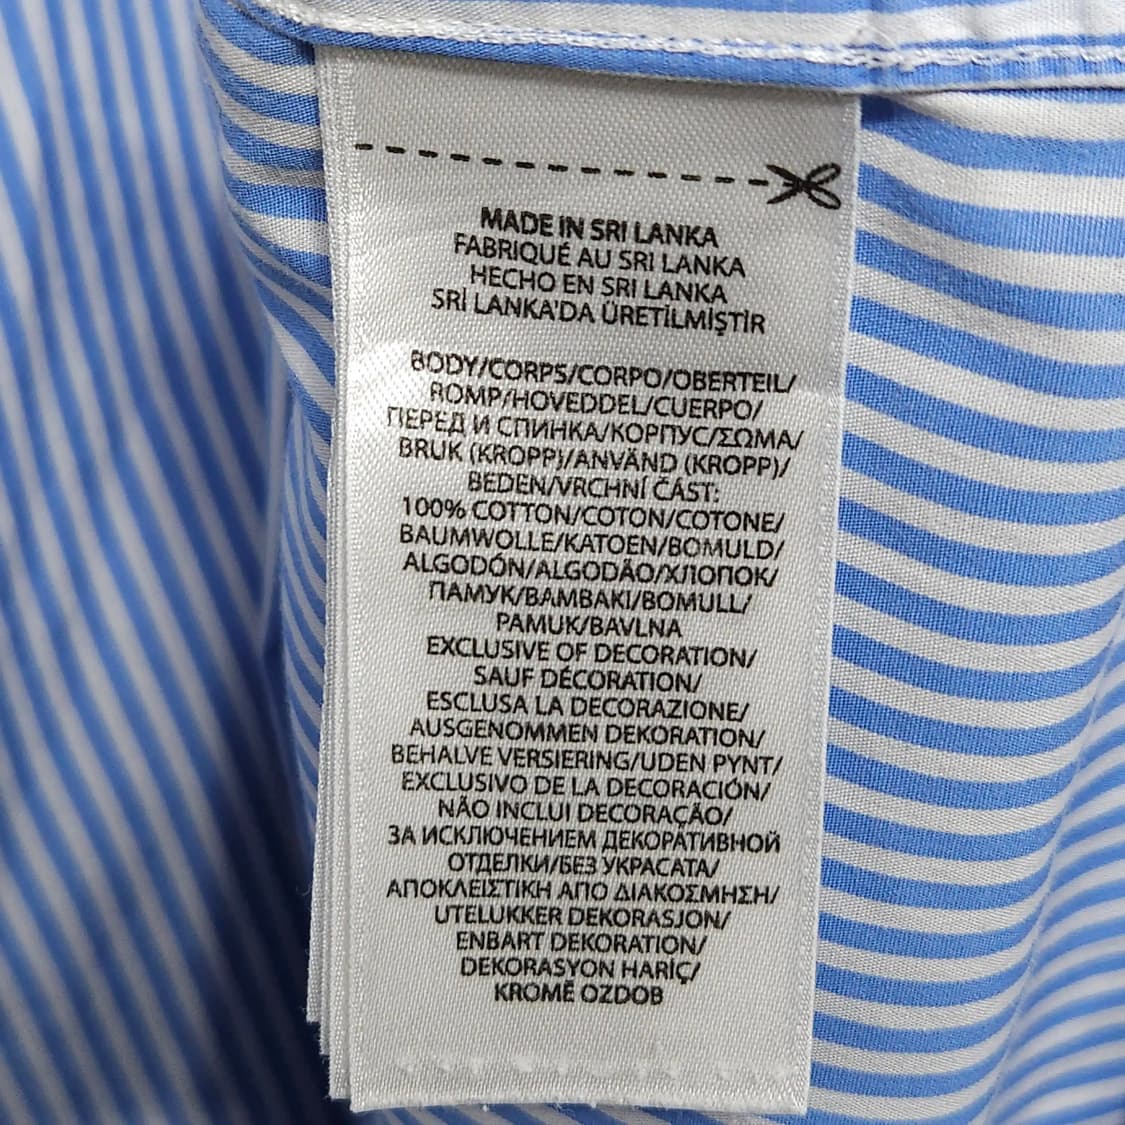 MADE IN SRI LANKA
FABRIQUÉ AU SRI LANKA
HECHO EN SRI LANKA
SRİ LANKA'DA ÜRETİLMİŞTİR
BODY/CORPS/CORPO/OBERTEIL/
ROMP/HOVEDDEL/CUERPO/
ПЕРЕД И СПИНКА/КОРПУС/ΣΩΜΑ/
BRUK (KROPP)/ANVÄND (KROPP)/
BEDEN/VRCHNÍ ČÁST:
100% COTTON/COTON/COTONE/
BAUMWOLLE/KATOEN/BOMULD/
ALGODÓN/ALGODÃO/ХЛОПОК/
ПАМУК/ΒΑΜΒΑΚΙ/BOMULL/
PAMUK/BAVLNA
EXCLUSIVE OF DECORATION/
SAUF DÉCORATION/
ESCLUSA LA DECORAZIONE/
AUSGENOMMEN DEKORATION/
BEHALVE VERSIERING/UDEN PYNT/
EXCLUSIVO DE LA DECORACIÓN/
NÃO INCLUI DECORAÇÃO/
ЗА ИСКЛЮЧЕНИЕМ ДЕКОРАТИВНОЙ
ОТДЕЛКИ/БЕЗ УКРАСАТА/
ΑΠΟΚΛΕΙΣΤΙΚΗ ΑΠΟ ΔΙΑΚΟΣΜΗΣΗ/
UTELUKKER DEKORASJON/
ENBART DEKORATION/
DEKORASYON HARİÇ/
KROMĚ OZDOB